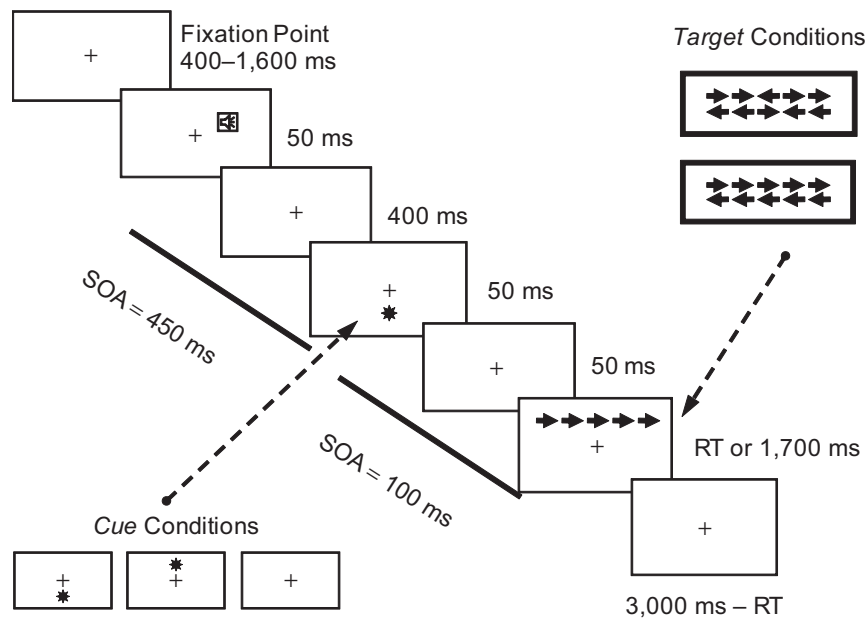 Fixation Point
400–1,600 ms
50 ms
400 ms
50 ms
50 ms
RT or 1,700 ms
3,000 ms – RT
SOA = 450 ms
SOA = 100 ms
Target Conditions
Cue Conditions